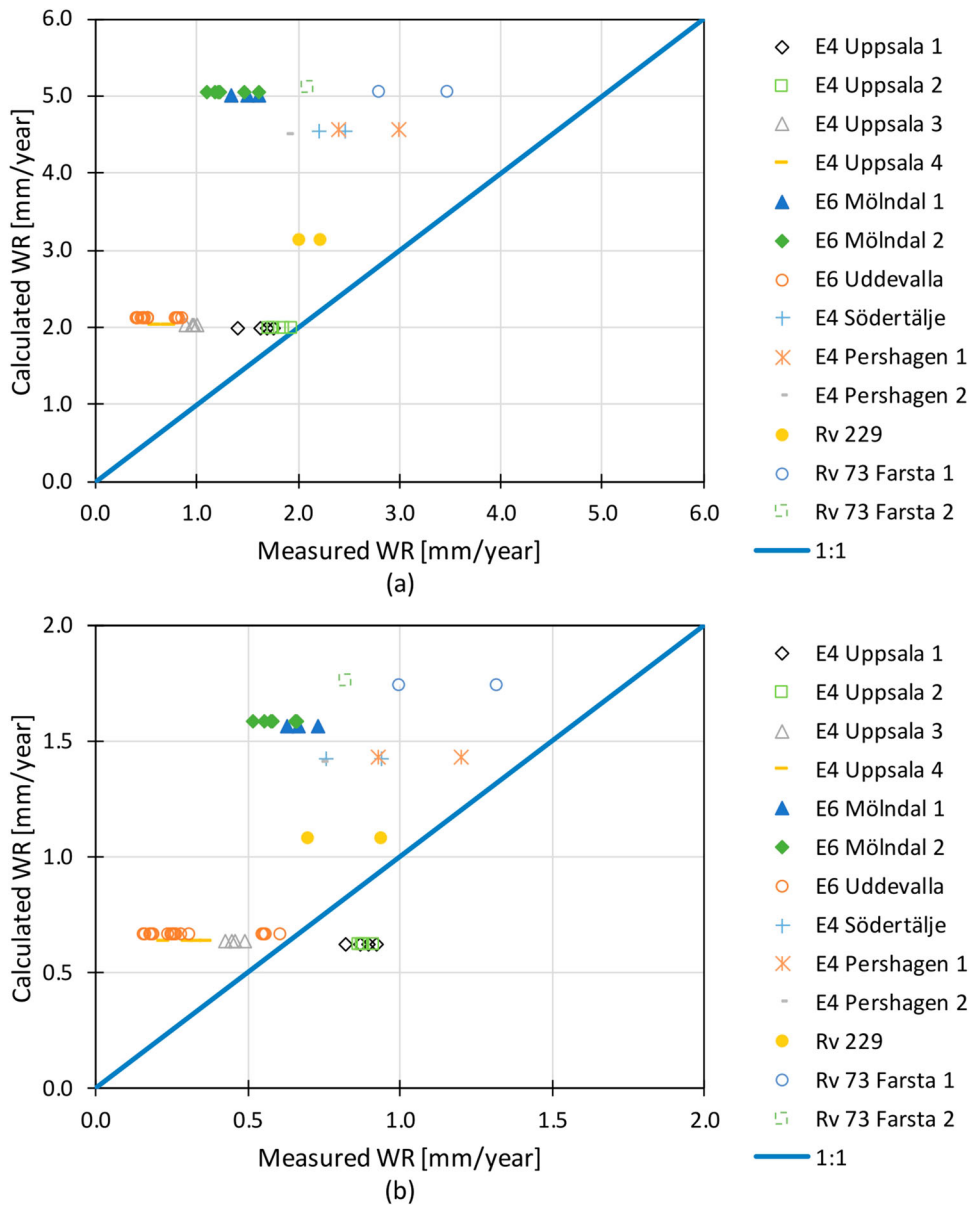 6.0
5.0
4.0
3.0
2.0
1.0
0.0
Calculated WR [mm/year]
0.0 1.0 2.0 3.0 4.0 5.0 6.0
Measured WR [mm/year]
(a)
E4 Uppsala 1
E4 Uppsala 2
E4 Uppsala 3
E4 Uppsala 4
E6 Mölndal 1
E6 Mölndal 2
E6 Uddevalla
E4 Södertälje
E4 Pershagen 1
E4 Pershagen 2
Rv 229
Rv 73 Farsta 1
Rv 73 Farsta 2
1:1
2.0
1.5
1.0
0.5
0.0
Calculated WR [mm/year]
0.0 0.5 1.0 1.5 2.0
Measured WR [mm/year]
(b)
E4 Uppsala 1
E4 Uppsala 2
E4 Uppsala 3
E4 Uppsala 4
E6 Mölndal 1
E6 Mölndal 2
E6 Uddevalla
E4 Södertälje
E4 Pershagen 1
E4 Pershagen 2
Rv 229
Rv 73 Farsta 1
Rv 73 Farsta 2
1:1